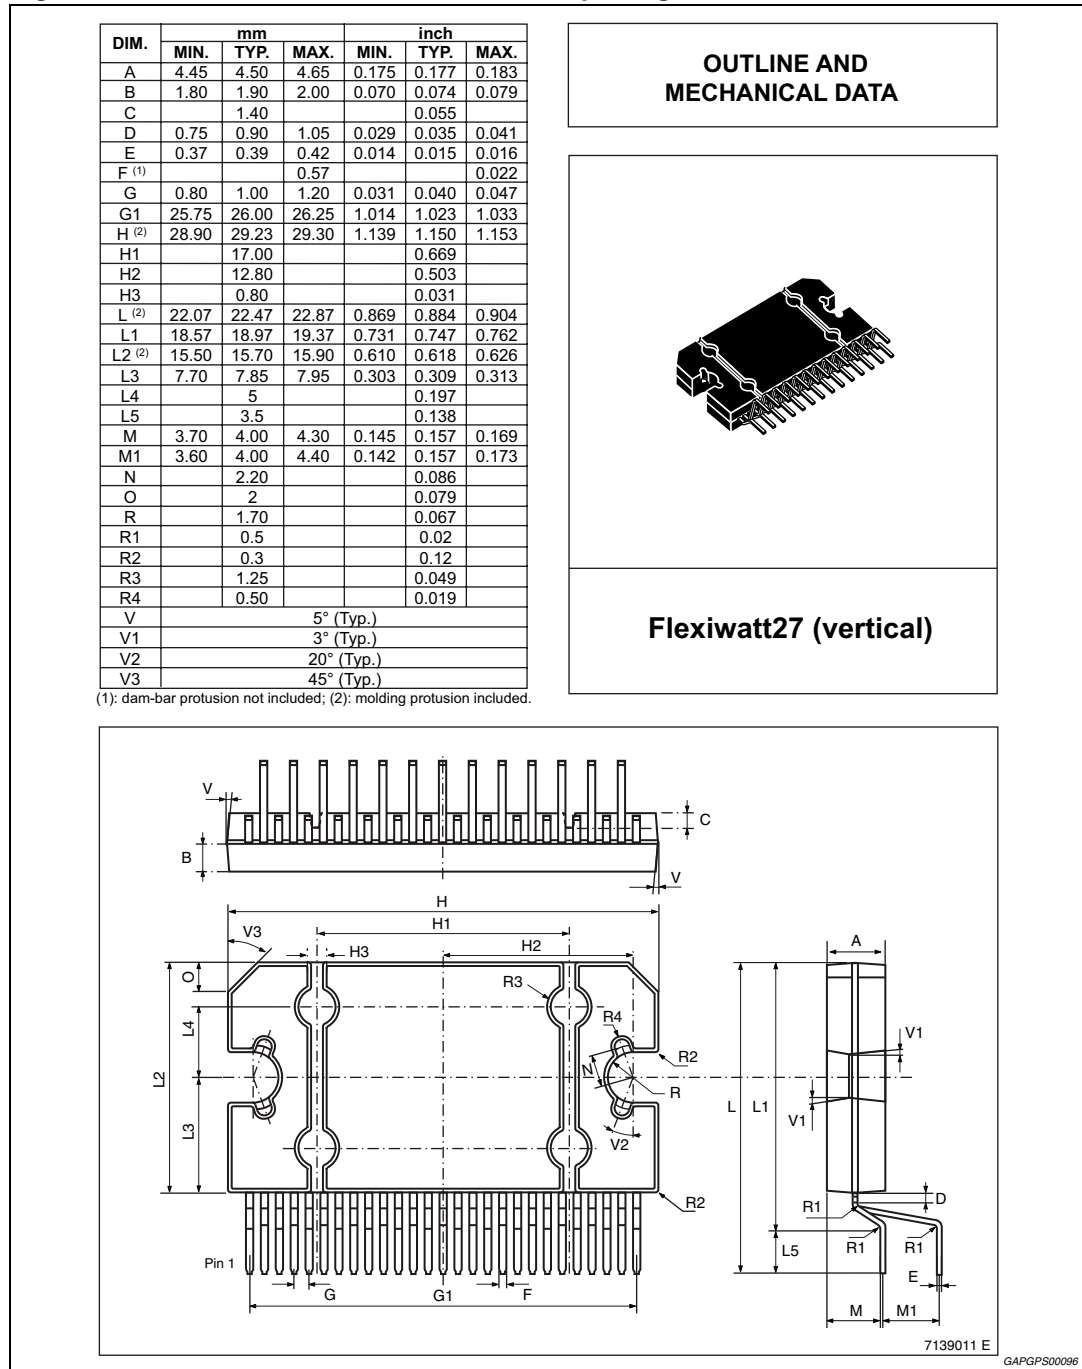 DIM. mm inch
MIN. TYP. MAX. MIN. TYP. MAX.
A 4.45 4.50 4.65 0.175 0.177 0.183
B 1.80 1.90 2.00 0.070 0.074 0.079
C 1.40 0.055
D 0.75 0.90 1.05 0.029 0.035 0.041
E 0.37 0.39 0.42 0.014 0.015 0.016
F (1) 0.57 0.022
G 0.80 1.00 1.20 0.031 0.040 0.047
G1 25.75 26.00 26.25 1.014 1.023 1.033
H (2) 28.90 29.23 29.30 1.139 1.150 1.153
H1 17.00 0.669
H2 12.80 0.503
H3 0.80 0.031
L (2) 22.07 22.47 22.87 0.869 0.884 0.904
L1 18.57 18.97 19.37 0.731 0.747 0.762
L2 (2) 15.50 15.70 15.90 0.610 0.618 0.626
L3 7.70 7.85 7.95 0.303 0.309 0.313
L4 5 0.197
L5 3.5 0.138
M 3.70 4.00 4.30 0.145 0.157 0.169
M1 3.60 4.00 4.40 0.142 0.157 0.173
N 2.20 0.086
O 2 0.079
R 1.70 0.067
R1 0.5 0.02
R2 0.3 0.12
R3 1.25 0.049
R4 0.50 0.019
V 5° (Typ.)
V1 3° (Typ.)
V2 20° (Typ.)
V3 45° (Typ.)
(1): dam-bar protusion not included; (2): molding protusion included.
OUTLINE AND
MECHANICAL DATA
Flexiwatt27 (vertical)
V
C
B
V
H
H1
V3
H3
H2
A
O
R3
L4
R4
V1
R2
L2
N
R
L
L1
V1
L3
V2
D
R2
R1
Pin 1
L5
R1
R1
E
G
G1
F
M
M1
7139011 E
GAPGPS00096